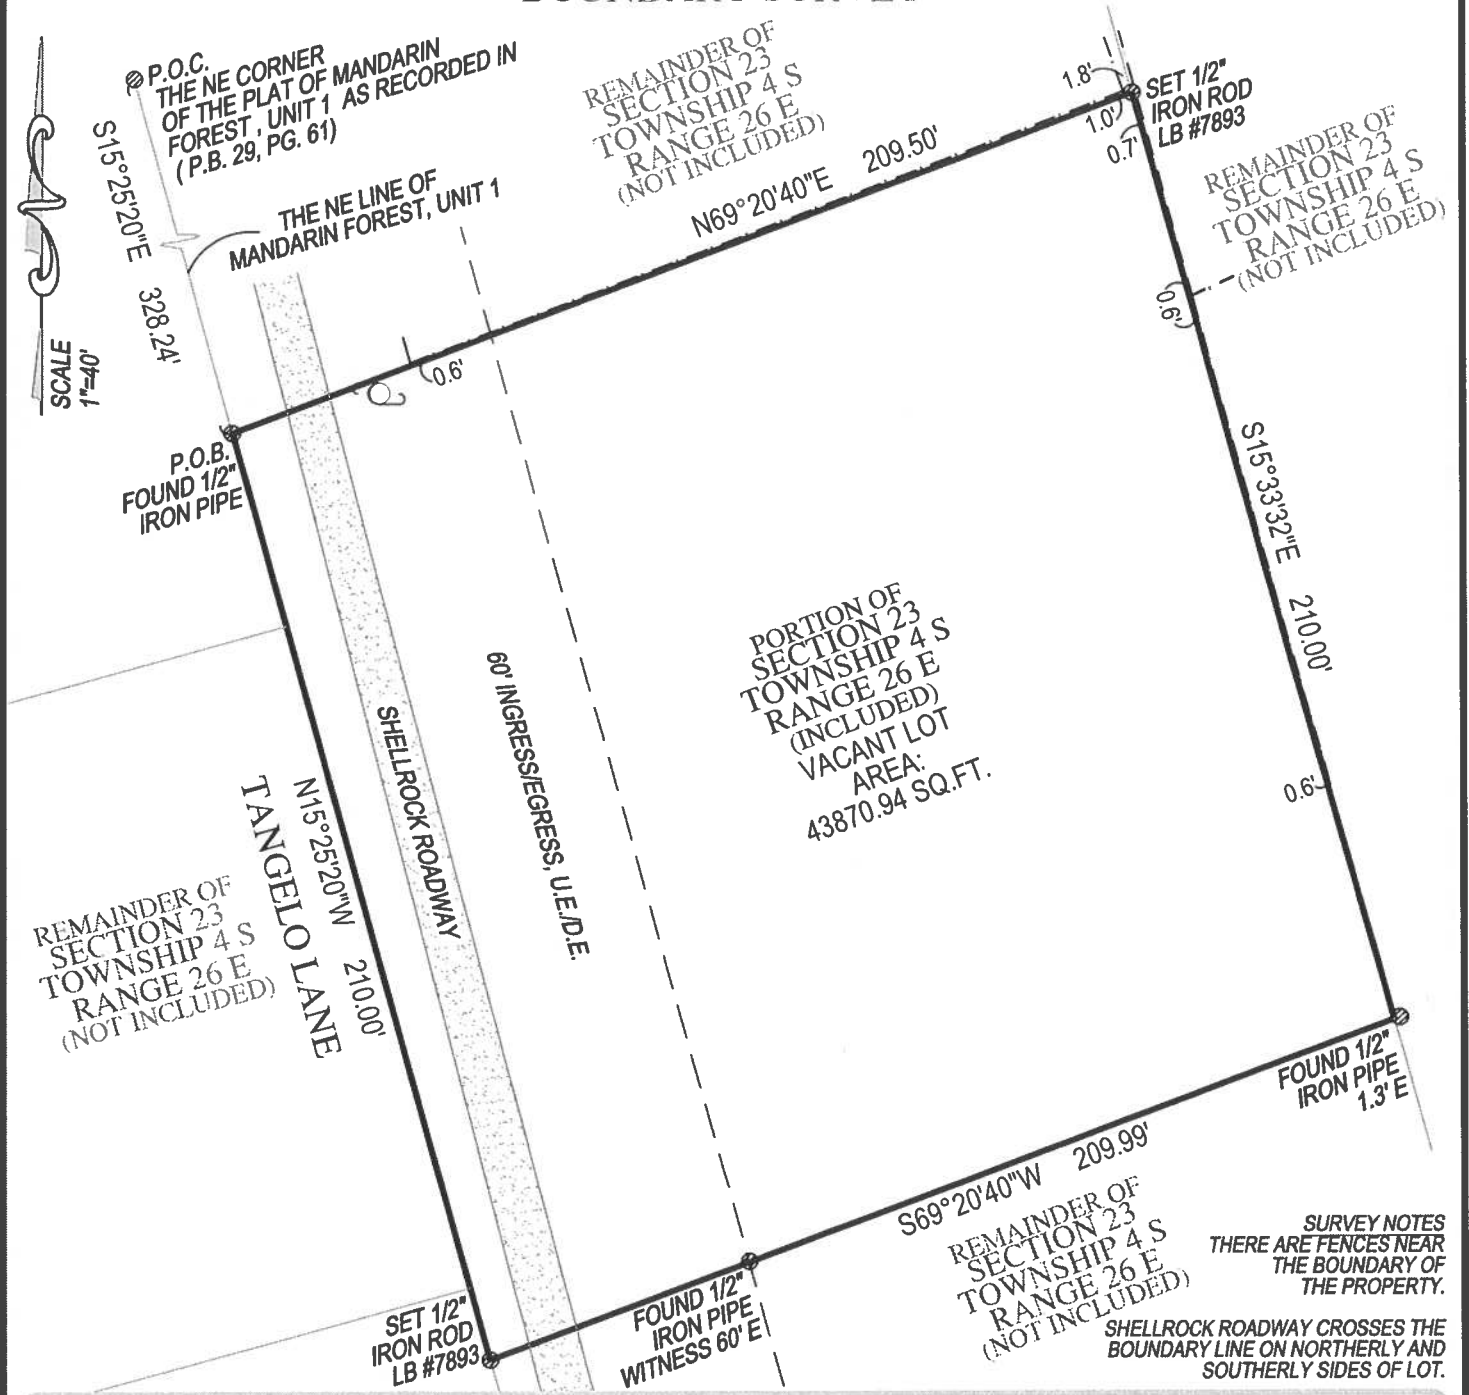 P.O.C.
THE NE CORNER
OF THE PLAT OF MANDARIN
FOREST, UNIT 1 AS RECORDED IN
( P.B. 29, PG. 61)
S15°25'20"E 328.24'
THE NE LINE OF
MANDARIN FOREST, UNIT 1
SCALE
1"=40'
REMAINDER OF
SECTION 23
TOWNSHIP 4 S
RANGE 26 E
(NOT INCLUDED)
N69°20'40"E 209.50'
1.8'
1.0'
0.7'
SET 1/2"
IRON ROD
LB #7893
REMAINDER OF
SECTION 23
TOWNSHIP 4 S
RANGE 26 E
(NOT INCLUDED)
0.6'
0.6'
P.O.B.
FOUND 1/2"
IRON PIPE
S15°33'32"E 210.00'
PORTION OF
SECTION 23
TOWNSHIP 4 S
RANGE 26 E
(INCLUDED)
VACANT LOT
AREA:
43870.94 SQ.FT.
60' INGRESS/EGRESS, U.E./D.E.
SHELLROCK ROADWAY
N15°25'20"W 210.00'
TANGELO LANE
0.6'
REMAINDER OF
SECTION 23
TOWNSHIP 4 S
RANGE 26 E
(NOT INCLUDED)
FOUND 1/2"
IRON PIPE
1.3' E
S69°20'40"W 209.99'
REMAINDER OF
SECTION 23
TOWNSHIP 4 S
RANGE 26 E
(NOT INCLUDED)
SET 1/2"
IRON ROD
LB #7893
FOUND 1/2"
IRON PIPE
WITNESS 60' E
SURVEY NOTES
THERE ARE FENCES NEAR
THE BOUNDARY OF
THE PROPERTY.
SHELLROCK ROADWAY CROSSES THE
BOUNDARY LINE ON NORTHERLY AND
SOUTHERLY SIDES OF LOT.